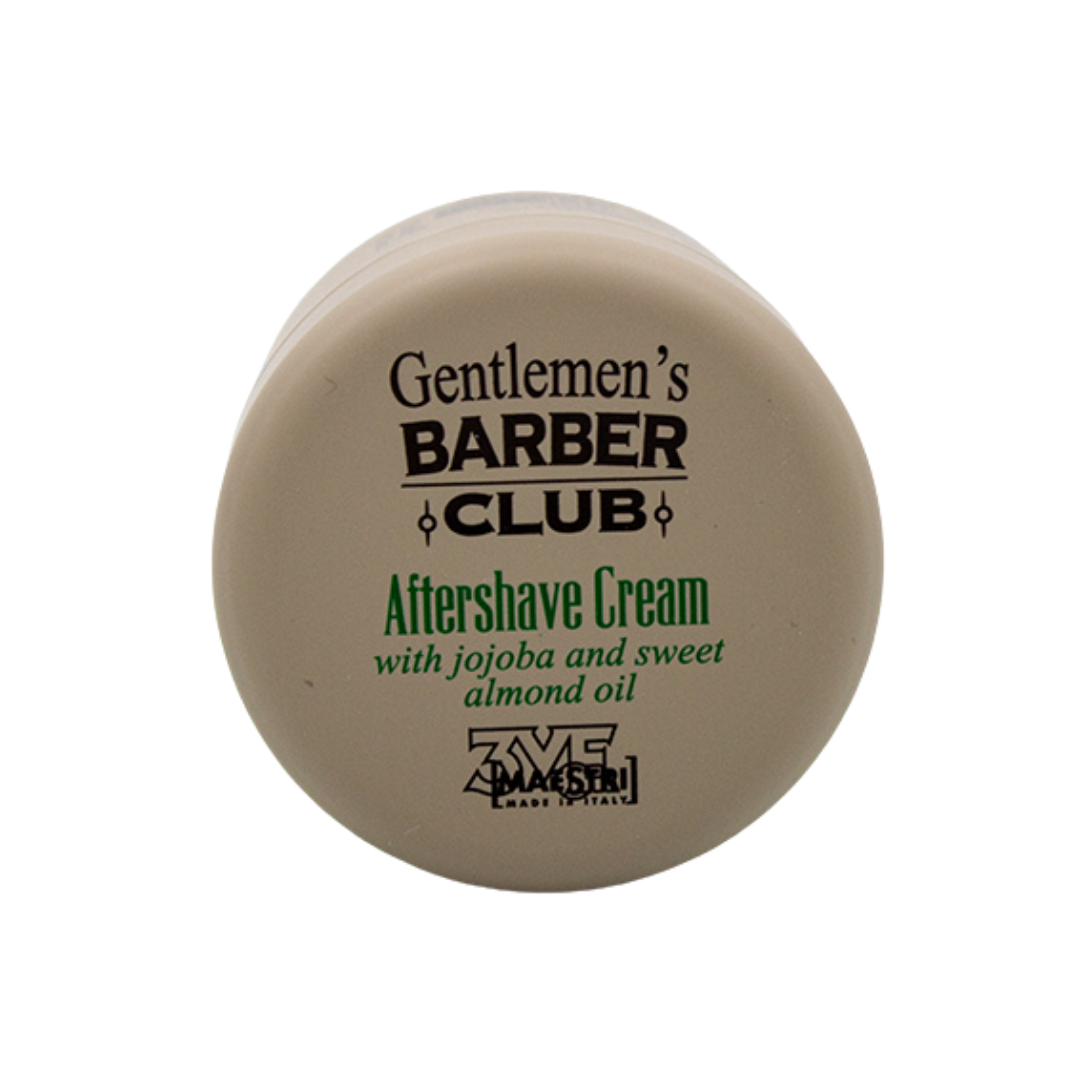 Gentlemen's
BARBER
CLUB
Aftershave Cream
with jojoba and sweet
almond oil
3VE
[MAESTRI]
MADE IN ITALY